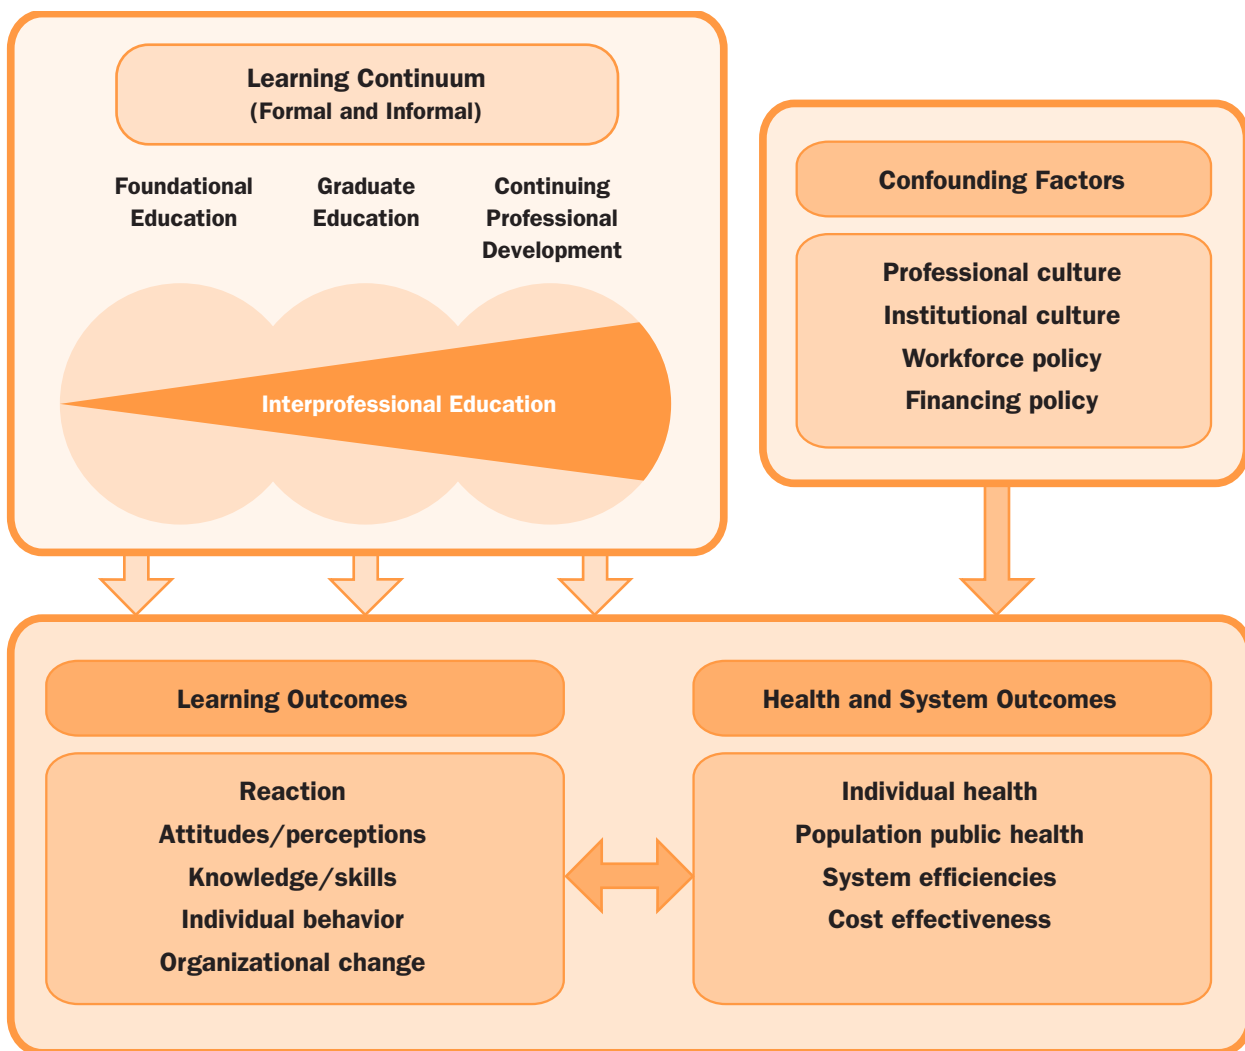 Learning Continuum
(Formal and Informal)
Foundational
Education
Graduate
Education
Continuing
Professional
Development
Interprofessional Education
Confounding Factors
Professional culture
Institutional culture
Workforce policy
Financing policy
Learning Outcomes
Reaction
Attitudes/perceptions
Knowledge/skills
Individual behavior
Organizational change
Health and System Outcomes
Individual health
Population public health
System efficiencies
Cost effectiveness